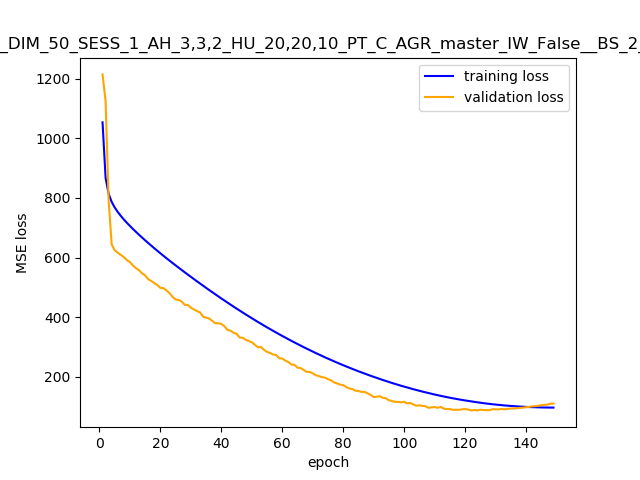 _DIM_50_SESS_1_AH_3,3,2_HU_20,20,10_PT_C_AGR_master_IW_False__BS_2_
training loss
validation loss
1200
1000
800
600
400
200
MSE loss
0 20 40 60 80 100 120 140
epoch